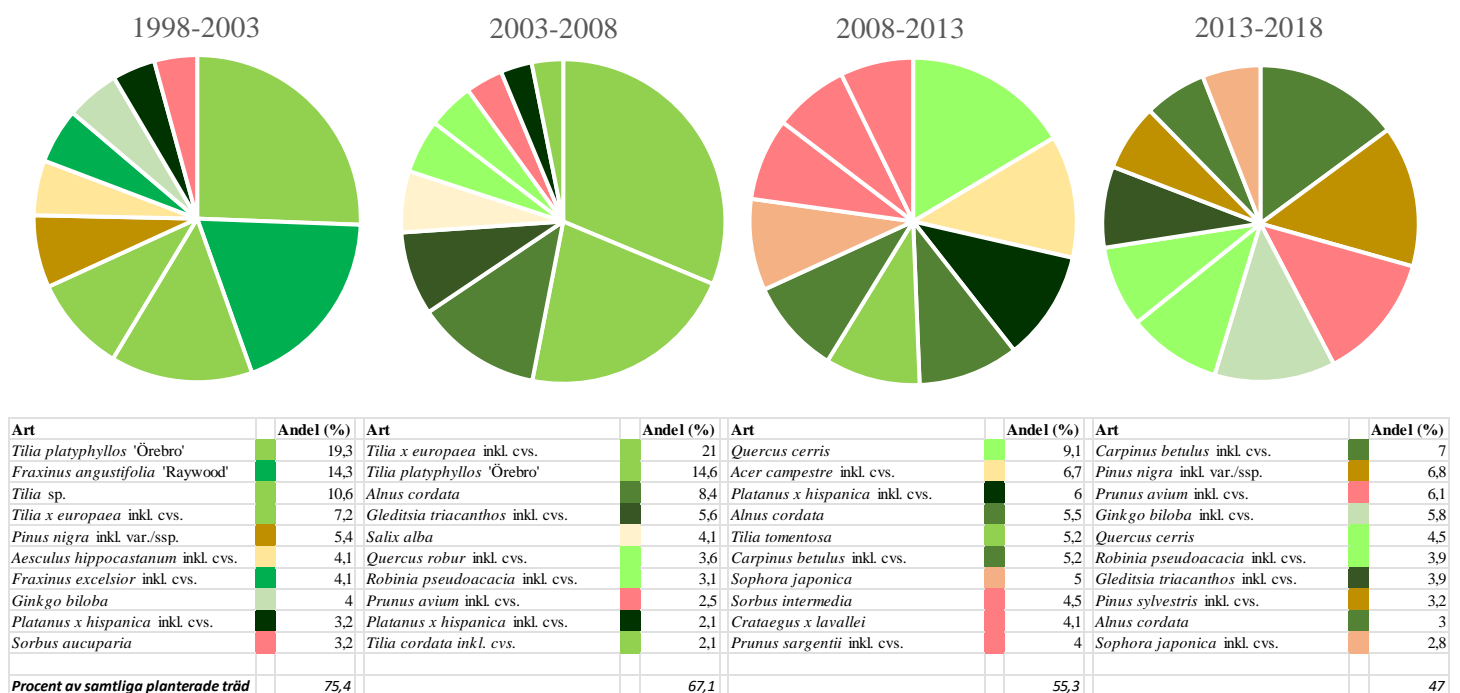 1998-2003 2003-2008 2008-2013 2013-2018
Art Andel (%) Art Andel (%) Art Andel (%) Art Andel (%)
Tilia platyphyllos 'Örebro' 19,3 Tilia x europaea inkl. cvs. 21 Quercus cerris 9,1 Carpinus betulus inkl. cvs. 7
Fraxinus angustifolia 'Raywood' 14,3 Tilia platyphyllos 'Örebro' 14,6 Acer campestre inkl. cvs. 6,7 Pinus nigra inkl. var./ssp. 6,8
Tilia sp. 10,6 Alnus cordata 8,4 Platanus x hispanica inkl. cvs. 6 Prunus avium inkl. cvs. 6,1
Tilia x europaea inkl. cvs. 7,2 Gleditsia triacanthos inkl. cvs. 5,6 Alnus cordata 5,5 Ginkgo biloba inkl. cvs. 5,8
Pinus nigra inkl. var./ssp. 5,4 Salix alba 4,1 Tilia tomentosa 5,2 Quercus cerris 4,5
Aesculus hippocastanum inkl. cvs. 4,1 Quercus robur inkl. cvs. 3,6 Carpinus betulus inkl. cvs. 5,2 Robinia pseudoacacia inkl. cvs. 3,9
Fraxinus excelsior inkl. cvs. 4,1 Robinia pseudoacacia inkl. cvs. 3,1 Sophora japonica 5 Gleditsia triacanthos inkl. cvs. 3,9
Ginkgo biloba 4 Prunus avium inkl. cvs. 2,5 Sorbus intermedia 4,5 Pinus sylvestris inkl. cvs. 3,2
Platanus x hispanica inkl. cvs. 3,2 Platanus x hispanica inkl. cvs. 2,1 Crataegus x lavallei 4,1 Alnus cordata 3
Sorbus aucuparia 3,2 Tilia cordata inkl. cvs. 2,1 Prunus sargentii inkl. cvs. 4 Sophora japonica inkl. cvs. 2,8
Procent av samtliga planterade träd 75,4 67,1 55,3 47